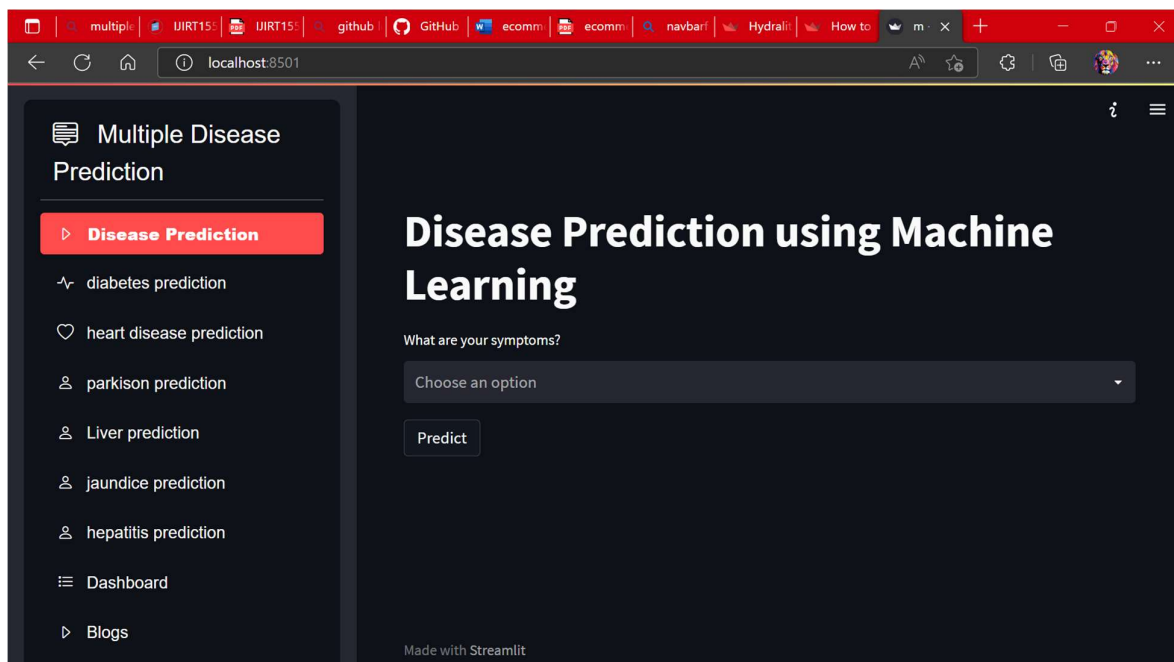 multiple IJIRT15 IJIRT15 github GitHub ecomm ecomm navbar Hydralit How to m
localhost:8501
Multiple Disease
Prediction
Disease Prediction
diabetes prediction
heart disease prediction
parkison prediction
Liver prediction
jaundice prediction
hepatitis prediction
Dashboard
Blogs
Disease Prediction using Machine
Learning
What are your symptoms?
Choose an option
Predict
Made with Streamlit